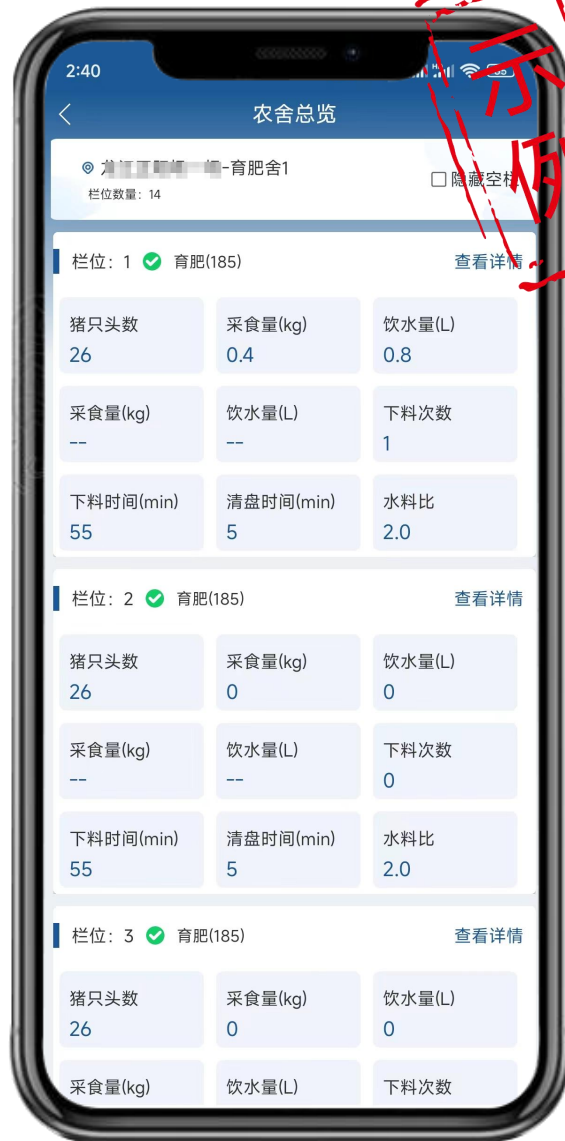 2:40
农舍总览
-育肥舍1
隐藏空栏
栏位数量：14
栏位：1 育肥(185) 查看详情
猪只头数 采食量(kg) 饮水量(L)
26 0.4 0.8
采食量(kg) 饮水量(L) 下料次数
-- -- 1
下料时间(min) 清盘时间(min) 水料比
55 5 2.0
栏位：2 育肥(185) 查看详情
猪只头数 采食量(kg) 饮水量(L)
26 0 0
采食量(kg) 饮水量(L) 下料次数
-- -- 0
下料时间(min) 清盘时间(min) 水料比
55 5 2.0
栏位：3 育肥(185) 查看详情
猪只头数 采食量(kg) 饮水量(L)
26 0 0
采食量(kg) 饮水量(L) 下料次数
示例